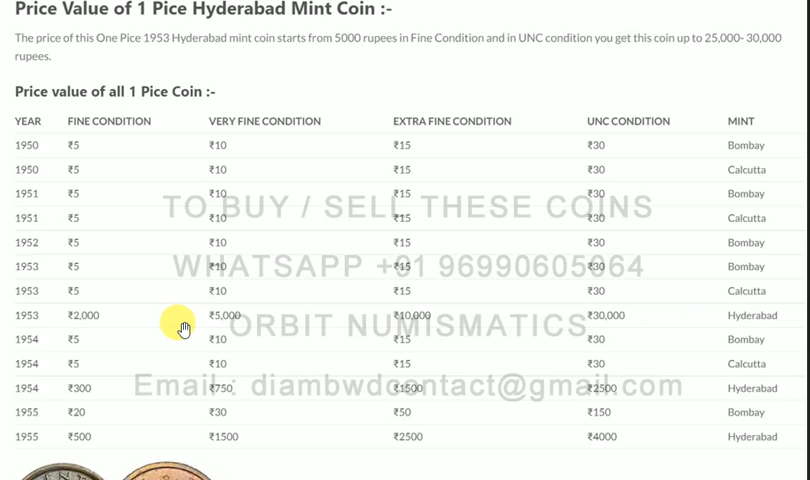 Price Value of 1 Pice Hyderabad Mint Coin :-
The price of this One Pice 1953 Hyderabad mint coin starts from 5000 rupees in Fine Condition and in UNC condition you get this coin up to 25,000- 30,000
rupees.
Price value of all 1 Pice Coin :-
YEAR FINE CONDITION VERY FINE CONDITION EXTRA FINE CONDITION UNC CONDITION MINT
1950 ₹5 ₹10 ₹15 ₹30 Bombay
1950 ₹5 ₹10 ₹15 ₹30 Calcutta
1951 ₹5 ₹10 ₹15 ₹30 Bombay
TO BUY / SELL THESE COINS
1951 ₹5 ₹10 ₹15 ₹30 Calcutta
1952 ₹5 ₹10 ₹15 ₹30 Bombay
1953 ₹5 ₹10 ₹15 ₹30 Bombay
WHATSAPP +91 96990605064
1953 ₹5 ₹10 ₹15 ₹30 Calcutta
1953 ₹2,000 ₹5,000 ₹10,000 ₹30,000 Hyderabad
ORBIT NUMISMATICS
1954 ₹5 ₹10 ₹15 ₹30 Bombay
1954 ₹5 ₹10 ₹15 ₹30 Calcutta
1954 ₹300 ₹750 ₹1500 ₹2500 Hyderabad
Email : diambwdcontact@gmail.com
1955 ₹20 ₹30 ₹50 ₹150 Bombay
1955 ₹500 ₹1500 ₹2500 ₹4000 Hyderabad